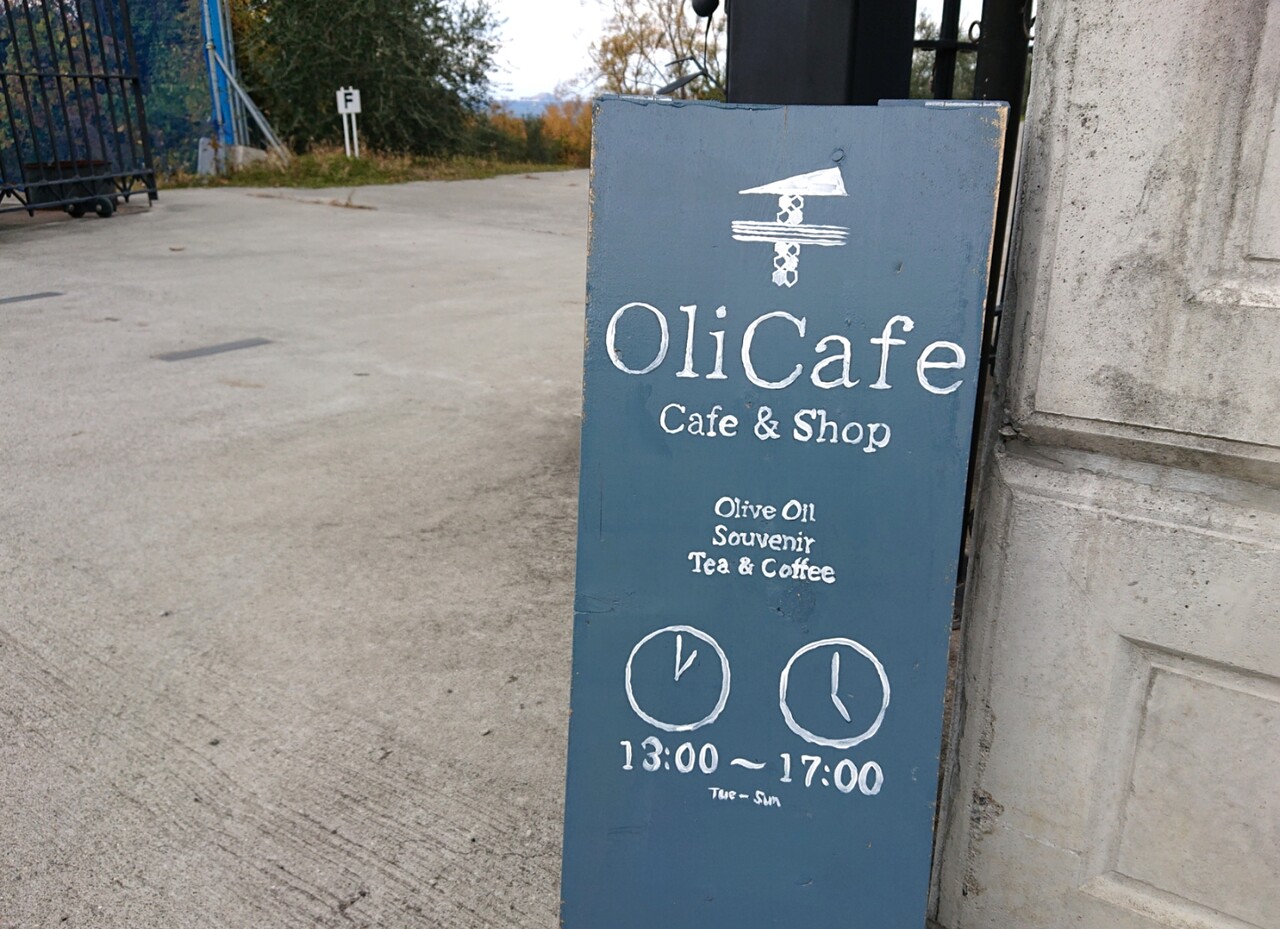 F
OliCafe
Cafe & Shop
Olive Oil
Souvenir
Tea & Coffee
13:00 ~ 17:00
Tue - Sun